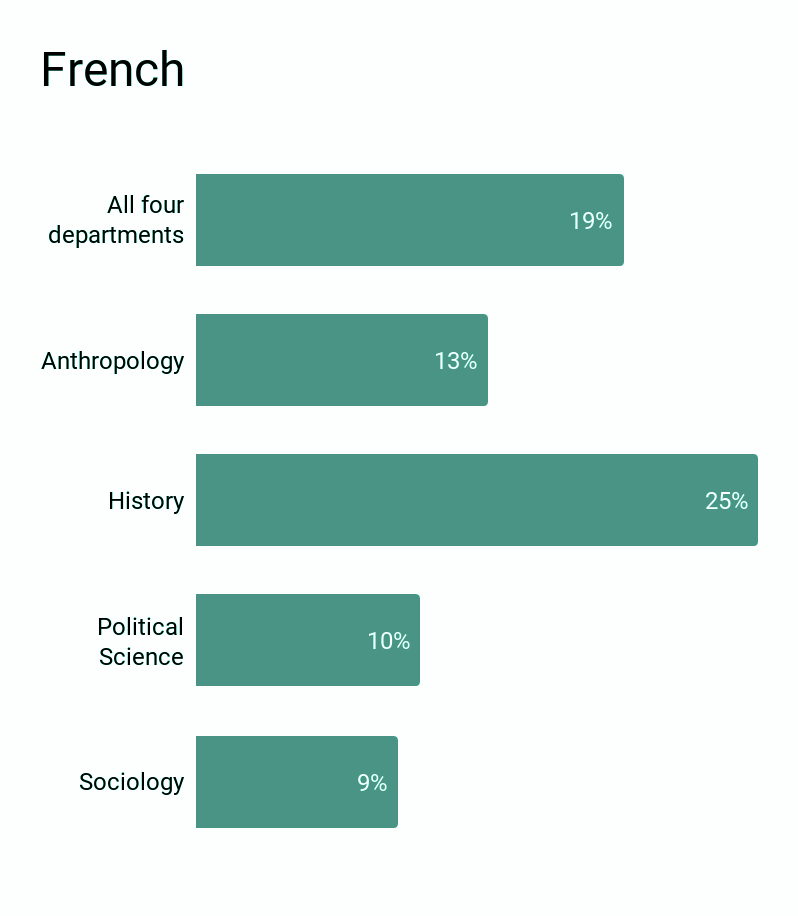 French
All four
departments
19%
Anthropology
13%
History
25%
Political
Science
10%
Sociology
9%